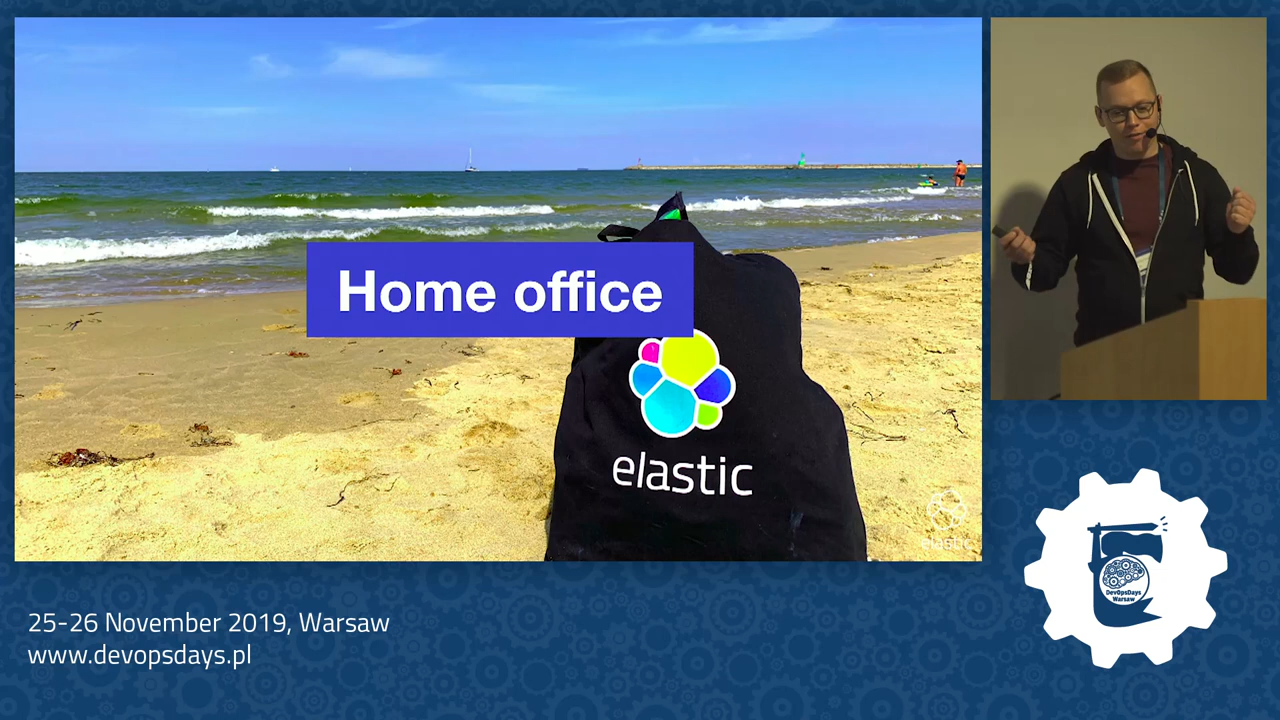 Home office
elastic
elastic
25-26 November 2019, Warsaw
www.devopsdays.pl
DevOpsDays
Warsaw